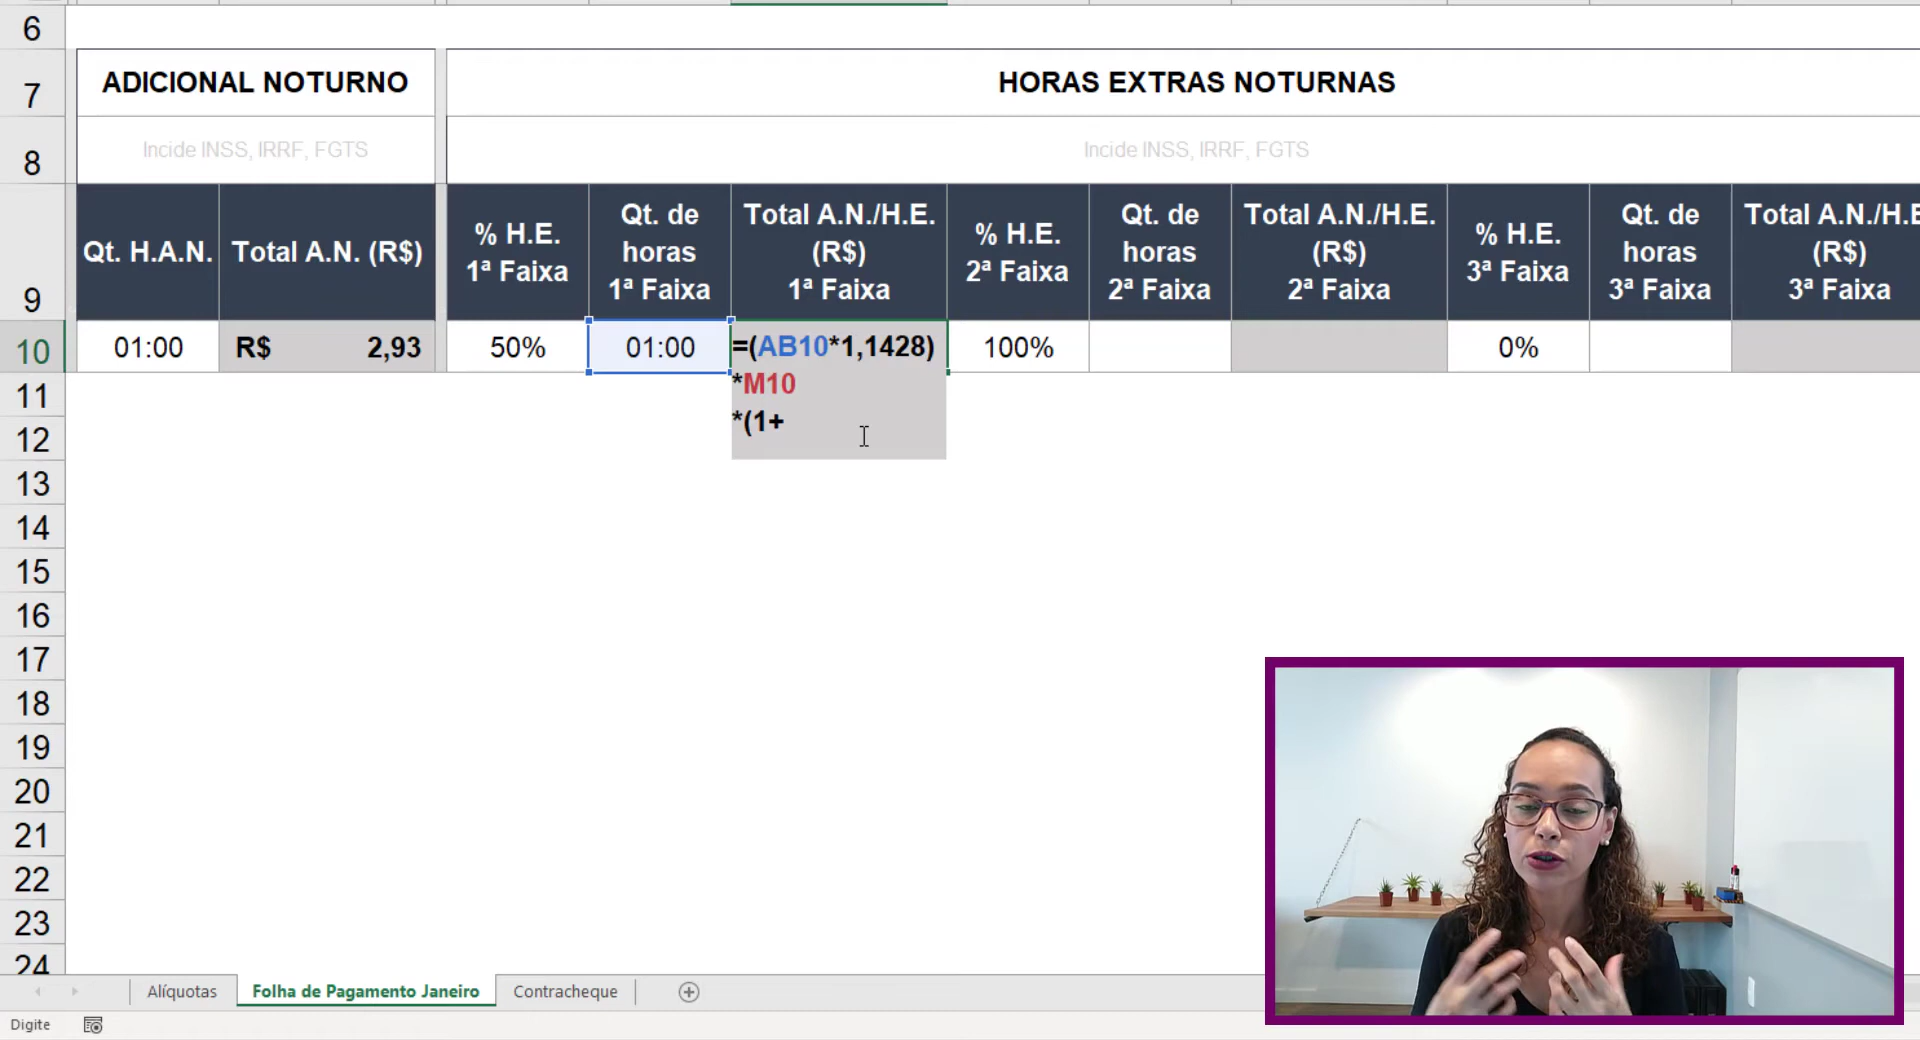 6
7
8
9
10
11
12
13
14
15
16
17
18
19
20
21
22
23
24
ADICIONAL NOTURNO
HORAS EXTRAS NOTURNAS
Incide INSS, IRRF, FGTS
Incide INSS, IRRF, FGTS
Qt. H.A.N.
Total A.N. (R$)
% H.E.
1ª Faixa
Qt. de
horas
1ª Faixa
Total A.N./H.E.
(R$)
1ª Faixa
% H.E.
2ª Faixa
Qt. de
horas
2ª Faixa
Total A.N./H.E.
(R$)
2ª Faixa
% H.E.
3ª Faixa
Qt. de
horas
3ª Faixa
Total A.N./H.E
(R$)
3ª Faixa
01:00
R$ 2,93
50%
01:00
=(AB10*1,1428)
*M10
*(1+
100%
0%
Alíquotas
Folha de Pagamento Janeiro
Contracheque
Digite